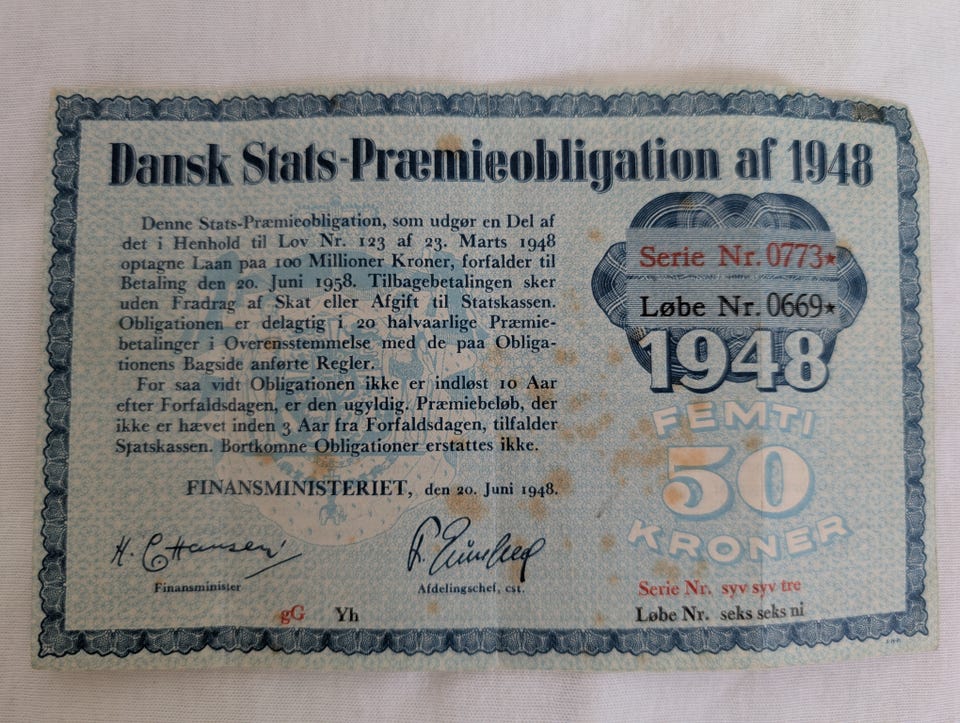 Dansk Stats-Præmieobligation af 1948
Denne Stats-Præmieobligation, som udgør en Del af
det i Henhold til Lov Nr. 123 af 23. Marts 1948
optagne Laan paa 100 Millioner Kroner, forfalder til
Betaling den 20. Juni 1958. Tilbagebetalingen sker
uden Fradrag af Skat eller Afgift til Statskassen.
Obligationen er delagtig i 20 halvaarlige Præmie-
betalinger i Overensstemmelse med de paa Obliga-
tionens Bagside anførte Regler.
For saa vidt Obligationen ikke er indløst 10 Aar
efter Forfaldsdagen, er den ugyldig. Præmiebeløb, der
ikke er hævet inden 3 Aar fra Forfaldsdagen, tilfalder
Statskassen. Bortkomne Obligationer erstattes ikke.
FINANSMINISTERIET, den 20. Juni 1948.
H. C Hansen
Finansminister
Afdelingschef, cst.
gG Yh
Serie Nr. 0773★
Løbe Nr. 0669★
1948
FEMTI
50
KRONER
Serie Nr. syv syv tre
Løbe Nr. seks seks ni